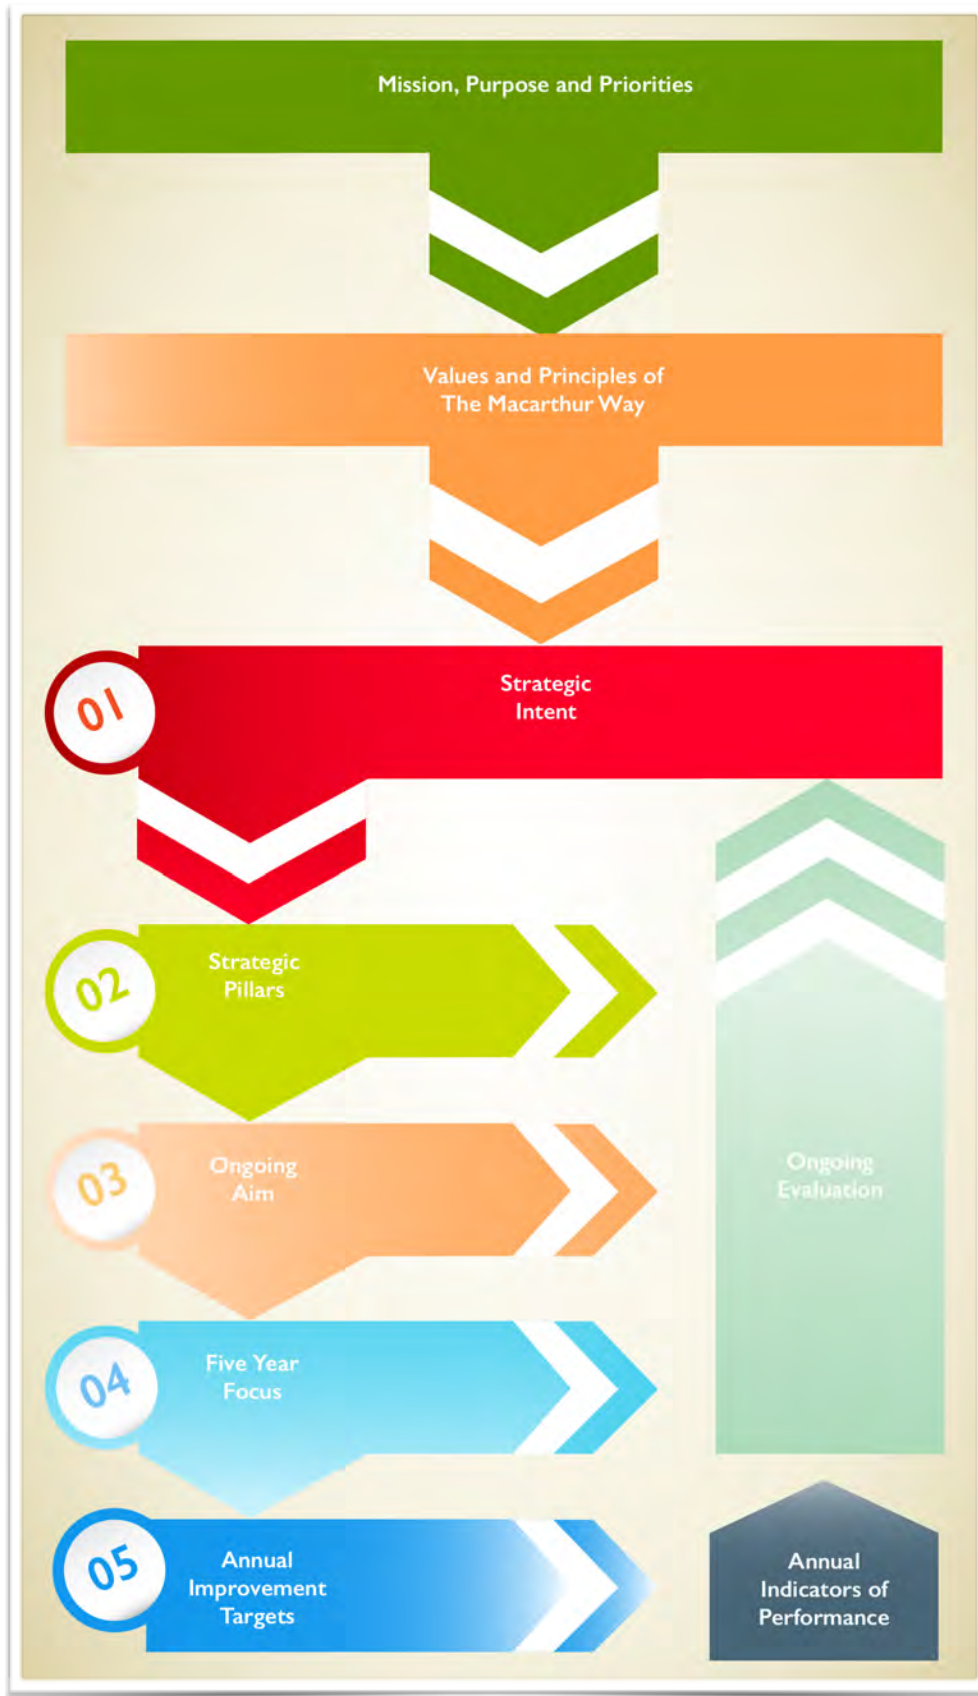 Mission, Purpose and Priorities
Values and Principles of
The Macarthur Way
01
Strategic
Intent
02
Strategic
Pillars
03
Ongoing
Aim
Ongoing
Evaluation
04
Five Year
Focus
05
Annual
Improvement
Targets
Annual
Indicators of
Performance